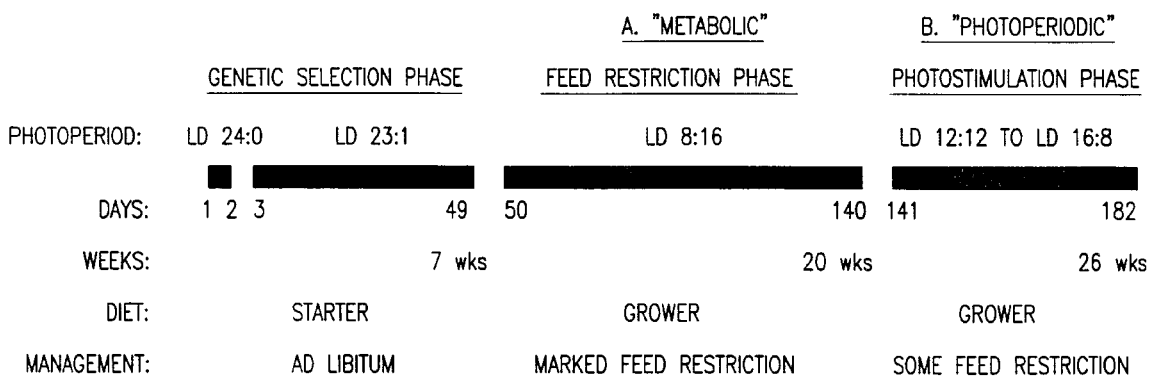 A. "METABOLIC" B. "PHOTOPERIODIC"
GENETIC SELECTION PHASE FEED RESTRICTION PHASE PHOTOSTIMULATION PHASE
PHOTOPERIOD: LD 24:0 LD 23:1 LD 8:16 LD 12:12 TO LD 16:8
DAYS: 1 2 3 49 50 140 141 182
WEEKS: 7 wks 20 wks 26 wks
DIET: STARTER GROWER GROWER
MANAGEMENT: AD LIBITUM MARKED FEED RESTRICTION SOME FEED RESTRICTION